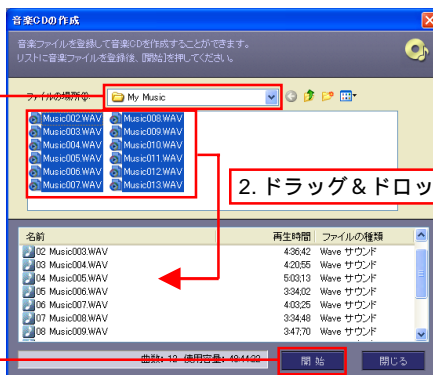 音楽CDの作成
音楽ファイルを登録して音楽CDを作成することができます。
リストに音楽ファイルを登録後、[開始]を押してください。
ファイルの場所(I):
My Music
Music002.WAV Music008.WAV
Music003.WAV Music009.WAV
Music004.WAV Music010.WAV
Music005.WAV Music011.WAV
Music006.WAV Music012.WAV
Music007.WAV Music013.WAV
2. ドラッグ&ドロッ
名前 再生時間 ファイルの種類
02 Music003.WAV 4:36;42 Wave サウンド
03 Music004.WAV 4:20;55 Wave サウンド
04 Music005.WAV 5:03;13 Wave サウンド
05 Music006.WAV 3:34;02 Wave サウンド
06 Music007.WAV 4:03;25 Wave サウンド
07 Music008.WAV 3:34;48 Wave サウンド
08 Music009.WAV 3:47;70 Wave サウンド
曲数: 12 使用容量:
開始 閉じる